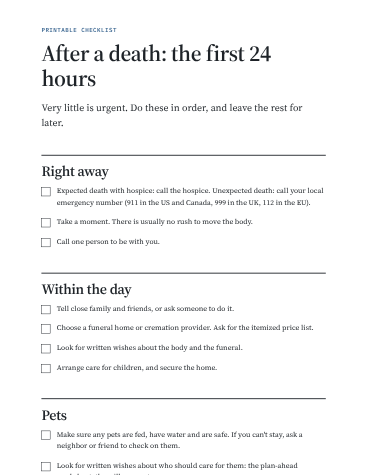 PRINTABLE CHECKLIST
After a death: the first 24
hours
Very little is urgent. Do these in order, and leave the rest for
later.
Right away
Expected death with hospice: call the hospice. Unexpected death: call your local
emergency number (911 in the US and Canada, 999 in the UK, 112 in the EU).
Take a moment. There is usually no rush to move the body.
Call one person to be with you.
Within the day
Tell close family and friends, or ask someone to do it.
Choose a funeral home or cremation provider. Ask for the itemized price list.
Look for written wishes about the body and the funeral.
Arrange care for children, and secure the home.
Pets
Make sure any pets are fed, have water and are safe. If you can't stay, ask a
neighbor or friend to check on them.
Look for written wishes about who should care for them: the plan-ahead